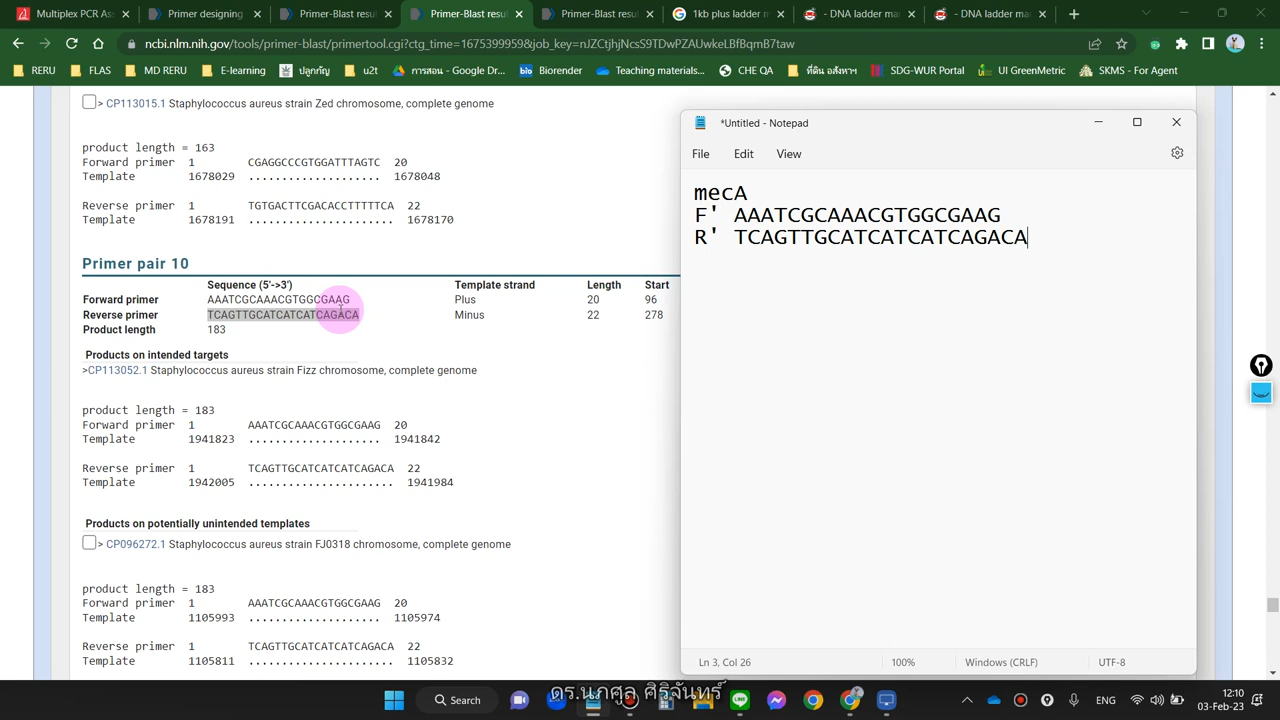 Multiplex PCR As
Primer designing
Primer-Blast resul
Primer-Blast resul
Primer-Blast resul
1kb plus ladder m
- DNA ladder mar
- DNA ladder mar
ncbi.nlm.nih.gov/tools/primer-blast/primertool.cgi?ctg_time=1675399959&job_key=nJZCtjhjNcsS9TDwPZAUwkeLBfBqmB7taw
RERU
FLAS
MD RERU
E-learning
ปลูกกัญ
u2t
การสอน - Google Dr...
Biorender
Teaching materials...
CHE QA
ที่ดิน อสังหาฯ
SDG-WUR Portal
UI GreenMetric
SKMS - For Agent
> CP113015.1 Staphylococcus aureus strain Zed chromosome, complete genome
product length = 163
Forward primer 1 CGAGGCCCGTGGATTTAGTC 20
Template 1678029 .................... 1678048
Reverse primer 1 TGTGACTTCGACACCTTTTTCA 22
Template 1678191 ...................... 1678170
Primer pair 10
Sequence (5'->3') Template strand Length Start
Forward primer AAATCGCAAACGTGGCGAAG Plus 20 96
Reverse primer TCAGTTGCATCATCATCAGACA Minus 22 278
Product length 183
Products on intended targets
>CP113052.1 Staphylococcus aureus strain Fizz chromosome, complete genome
product length = 183
Forward primer 1 AAATCGCAAACGTGGCGAAG 20
Template 1941823 .................... 1941842
Reverse primer 1 TCAGTTGCATCATCATCAGACA 22
Template 1942005 ...................... 1941984
Products on potentially unintended templates
> CP096272.1 Staphylococcus aureus strain FJ0318 chromosome, complete genome
product length = 183
Forward primer 1 AAATCGCAAACGTGGCGAAG 20
Template 1105993 .................... 1105974
Reverse primer 1 TCAGTTGCATCATCATCAGACA 22
Template 1105811 ...................... 1105832
*Untitled - Notepad
File Edit View
mecA
F' AAATCGCAAACGTGGCGAAG
R' TCAGTTGCATCATCATCAGACA
Ln 3, Col 26
100%
Windows (CRLF)
UTF-8
Search
ดร.นภศูล ศิริจันทร์
ENG
12:10
03-Feb-23